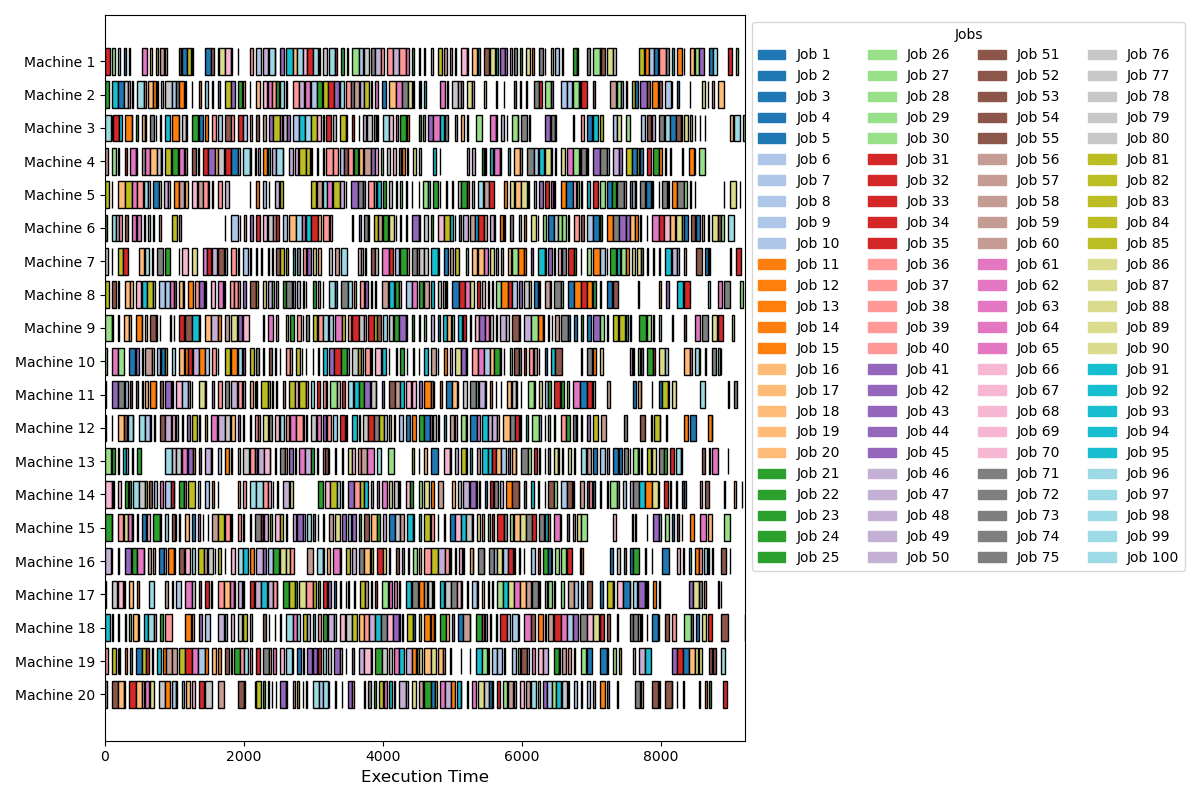 Machine 1
Machine 2
Machine 3
Machine 4
Machine 5
Machine 6
Machine 7
Machine 8
Machine 9
Machine 10
Machine 11
Machine 12
Machine 13
Machine 14
Machine 15
Machine 16
Machine 17
Machine 18
Machine 19
Machine 20
0 2000 4000 6000 8000
Execution Time
Jobs
Job 1 Job 26 Job 51 Job 76
Job 2 Job 27 Job 52 Job 77
Job 3 Job 28 Job 53 Job 78
Job 4 Job 29 Job 54 Job 79
Job 5 Job 30 Job 55 Job 80
Job 6 Job 31 Job 56 Job 81
Job 7 Job 32 Job 57 Job 82
Job 8 Job 33 Job 58 Job 83
Job 9 Job 34 Job 59 Job 84
Job 10 Job 35 Job 60 Job 85
Job 11 Job 36 Job 61 Job 86
Job 12 Job 37 Job 62 Job 87
Job 13 Job 38 Job 63 Job 88
Job 14 Job 39 Job 64 Job 89
Job 15 Job 40 Job 65 Job 90
Job 16 Job 41 Job 66 Job 91
Job 17 Job 42 Job 67 Job 92
Job 18 Job 43 Job 68 Job 93
Job 19 Job 44 Job 69 Job 94
Job 20 Job 45 Job 70 Job 95
Job 21 Job 46 Job 71 Job 96
Job 22 Job 47 Job 72 Job 97
Job 23 Job 48 Job 73 Job 98
Job 24 Job 49 Job 74 Job 99
Job 25 Job 50 Job 75 Job 100